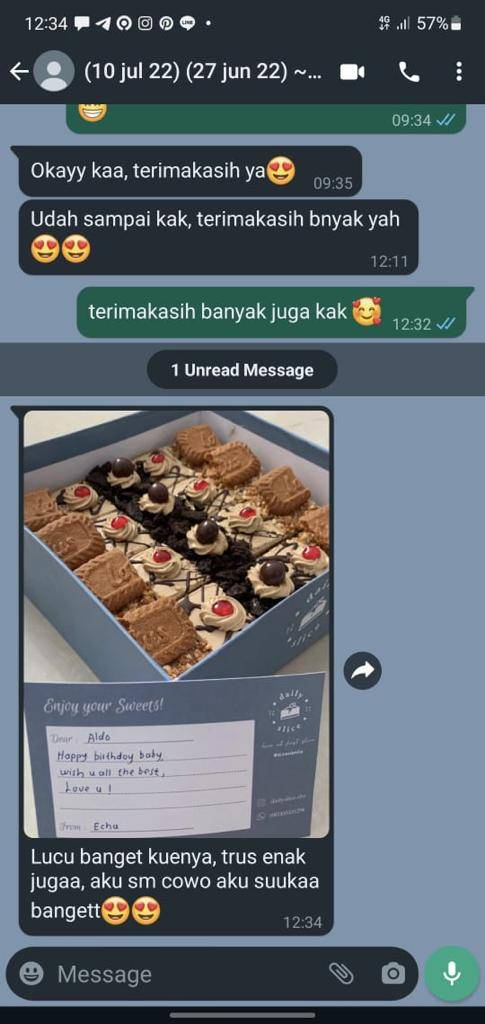 12:34
4G
57%
(10 jul 22) (27 jun 22) ~...
09:34
Okayy kaa, terimakasih ya😍
09:35
Udah sampai kak, terimakasih bnyak yah
😍😍
12:11
terimakasih banyak juga kak 🥰
12:32
1 Unread Message
daily
slice
Enjoy your Sweets!
daily
slice
Dear : Aldo
Happy birthday baby,
wish u all the best,
Love u !
From : Echa
Lucu banget kuenya, trus enak
jugaa, aku sm cowo aku suukaa
bangett😍😍
12:34
Message